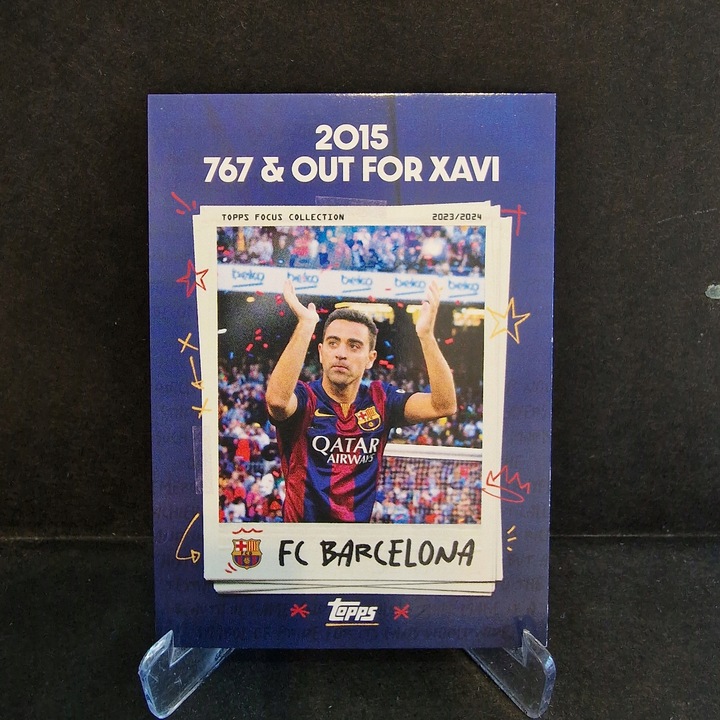 2015
767 & OUT FOR XAVI
TOPPS FOCUS COLLECTION 2023/2024
beko beko beko beko beko
QATAR
AIRWAYS
FC BARCELONA
topps